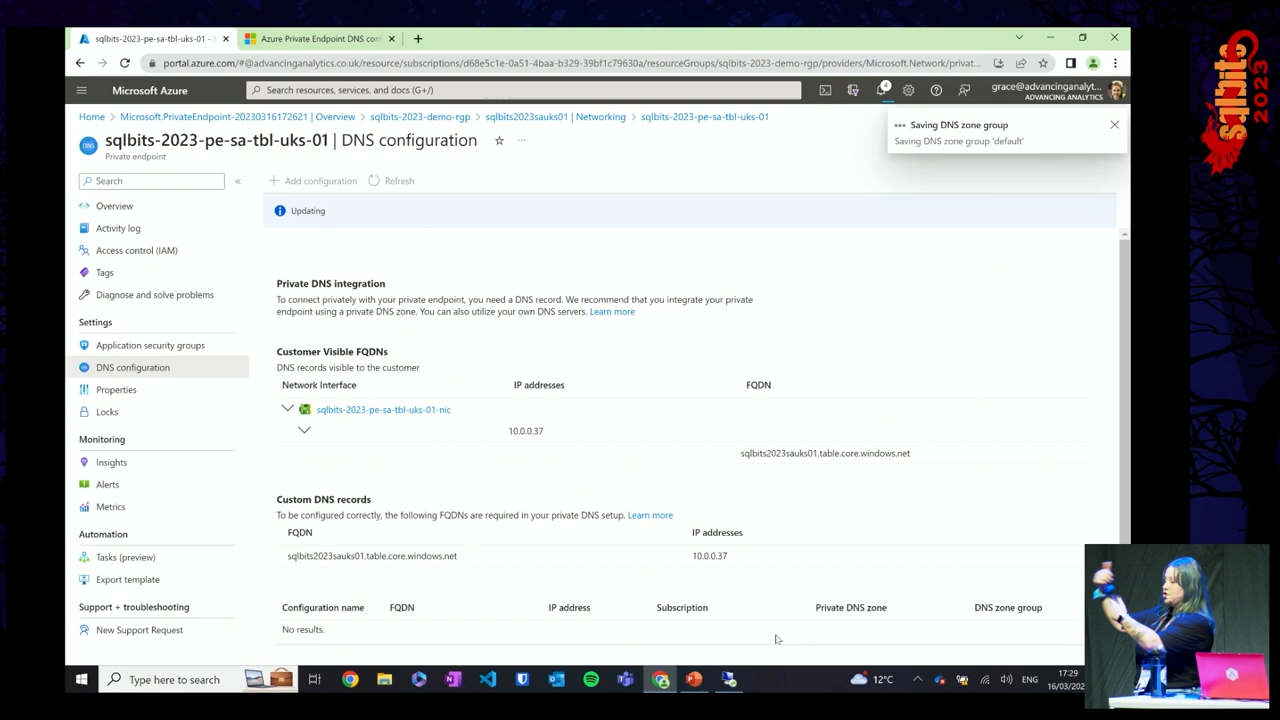 sqlbits-2023-pe-sa-tbl-uks-01 -
Azure Private Endpoint DNS con
portal.azure.com/#@advancinganalytics.co.uk/resource/subscriptions/d68e5c1e-0a51-4baa-b329-39bf1c79630a/resourceGroups/sqlbits-2023-demo-rgp/providers/Microsoft.Network/privat...
Microsoft Azure
Search resources, services, and docs (G+/)
4
grace@advancinganalyt...
ADVANCING ANALYTICS
Home > Microsoft.PrivateEndpoint-20230316172621 | Overview > sqlbits-2023-demo-rgp > sqlbits2023sauks01 | Networking > sqlbits-2023-pe-sa-tbl-uks-01
Saving DNS zone group
Saving DNS zone group 'default'
DNS
sqlbits-2023-pe-sa-tbl-uks-01 | DNS configuration
Private endpoint
Search
Add configuration
Refresh
Overview
Updating
Activity log
Access control (IAM)
Tags
Diagnose and solve problems
Settings
Application security groups
DNS configuration
Properties
Locks
Monitoring
Insights
Alerts
Metrics
Automation
Tasks (preview)
Export template
Support + troubleshooting
New Support Request
Private DNS integration
To connect privately with your private endpoint, you need a DNS record. We recommend that you integrate your private
endpoint using a private DNS zone. You can also utilize your own DNS servers. Learn more
Customer Visible FQDNs
DNS records visible to the customer
Network Interface IP addresses FQDN
sqlbits-2023-pe-sa-tbl-uks-01-nic
10.0.0.37
sqlbits2023sauks01.table.core.windows.net
Custom DNS records
To be configured correctly, the following FQDNs are required in your private DNS setup. Learn more
FQDN IP addresses
sqlbits2023sauks01.table.core.windows.net 10.0.0.37
Configuration name FQDN IP address Subscription Private DNS zone DNS zone group
No results.
Type here to search
12°C
ENG
17:29
16/03/202
sqlbits
2023